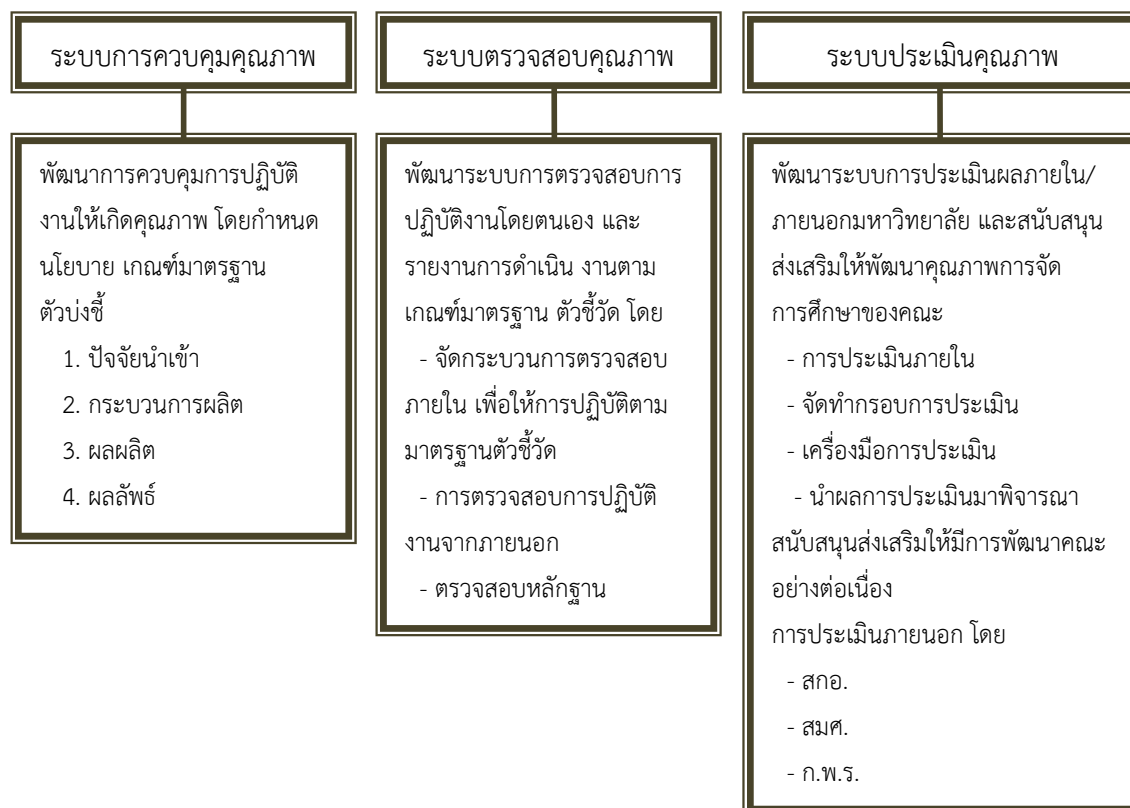 ระบบการควบคุมคุณภาพ
พัฒนาการควบคุมการปฏิบัติ
งานให้เกิดคุณภาพ โดยกำหนด
นโยบาย เกณฑ์มาตรฐาน
ตัวบ่งชี้
1. ปัจจัยนำเข้า
2. กระบวนการผลิต
3. ผลผลิต
4. ผลลัพธ์
ระบบตรวจสอบคุณภาพ
พัฒนาระบบการตรวจสอบการ
ปฏิบัติงานโดยตนเอง และ
รายงานการดำเนิน งานตาม
เกณฑ์มาตรฐาน ตัวชี้วัด โดย
- จัดกระบวนการตรวจสอบ
ภายใน เพื่อให้การปฏิบัติตาม
มาตรฐานตัวชี้วัด
- การตรวจสอบการปฏิบัติ
งานจากภายนอก
- ตรวจสอบหลักฐาน
ระบบประเมินคุณภาพ
พัฒนาระบบการประเมินผลภายใน/
ภายนอกมหาวิทยาลัย และสนับสนุน
ส่งเสริมให้พัฒนาคุณภาพการจัด
การศึกษาของคณะ
- การประเมินภายใน
- จัดทำกรอบการประเมิน
- เครื่องมือการประเมิน
- นำผลการประเมินมาพิจารณา
สนับสนุนส่งเสริมให้มีการพัฒนาคณะ
อย่างต่อเนื่อง
การประเมินภายนอก โดย
- สกอ.
- สมศ.
- ก.พ.ร.